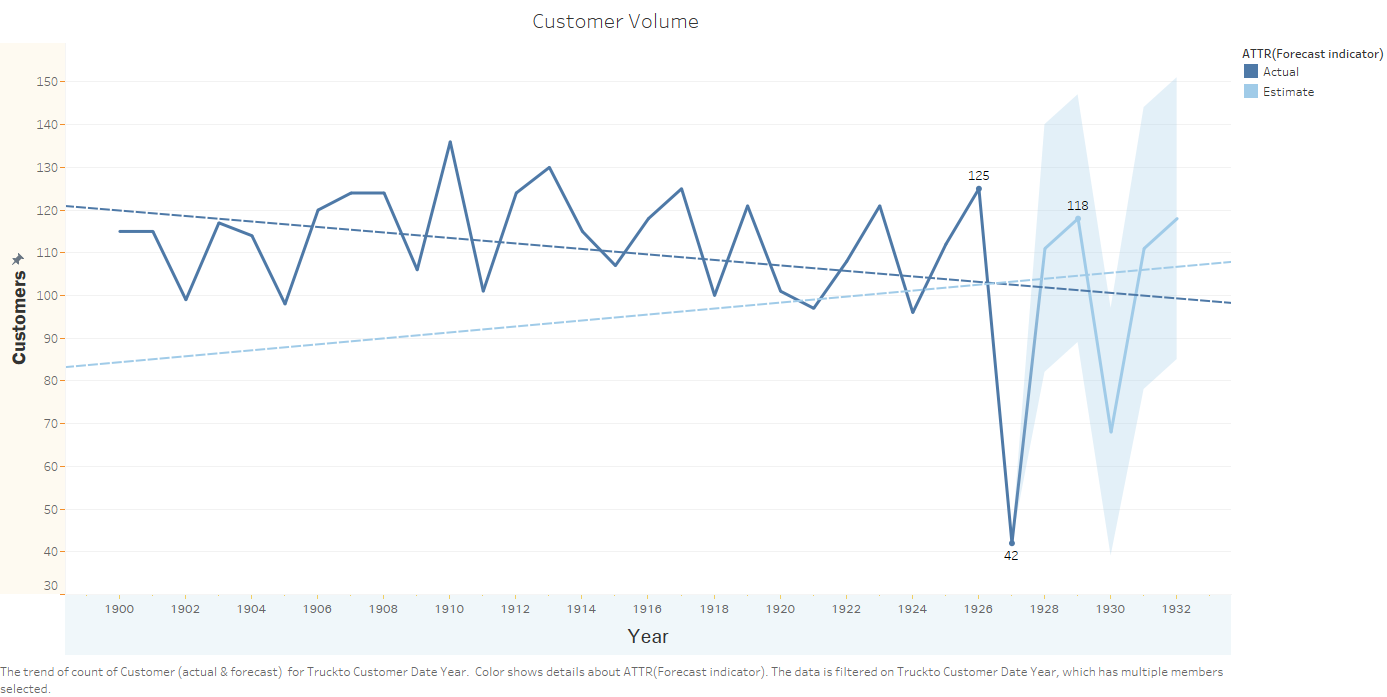 Customer Volume
ATTR(Forecast indicator)
Actual
Estimate
150
140
130
120
110
100
90
80
70
60
50
40
30
Customers
125
118
42
1900 1902 1904 1906 1908 1910 1912 1914 1916 1918 1920 1922 1924 1926 1928 1930 1932
Year
The trend of count of Customer (actual & forecast)  for Truckto Customer Date Year.  Color shows details about ATTR(Forecast indicator). The data is filtered on Truckto Customer Date Year, which has multiple members
selected.